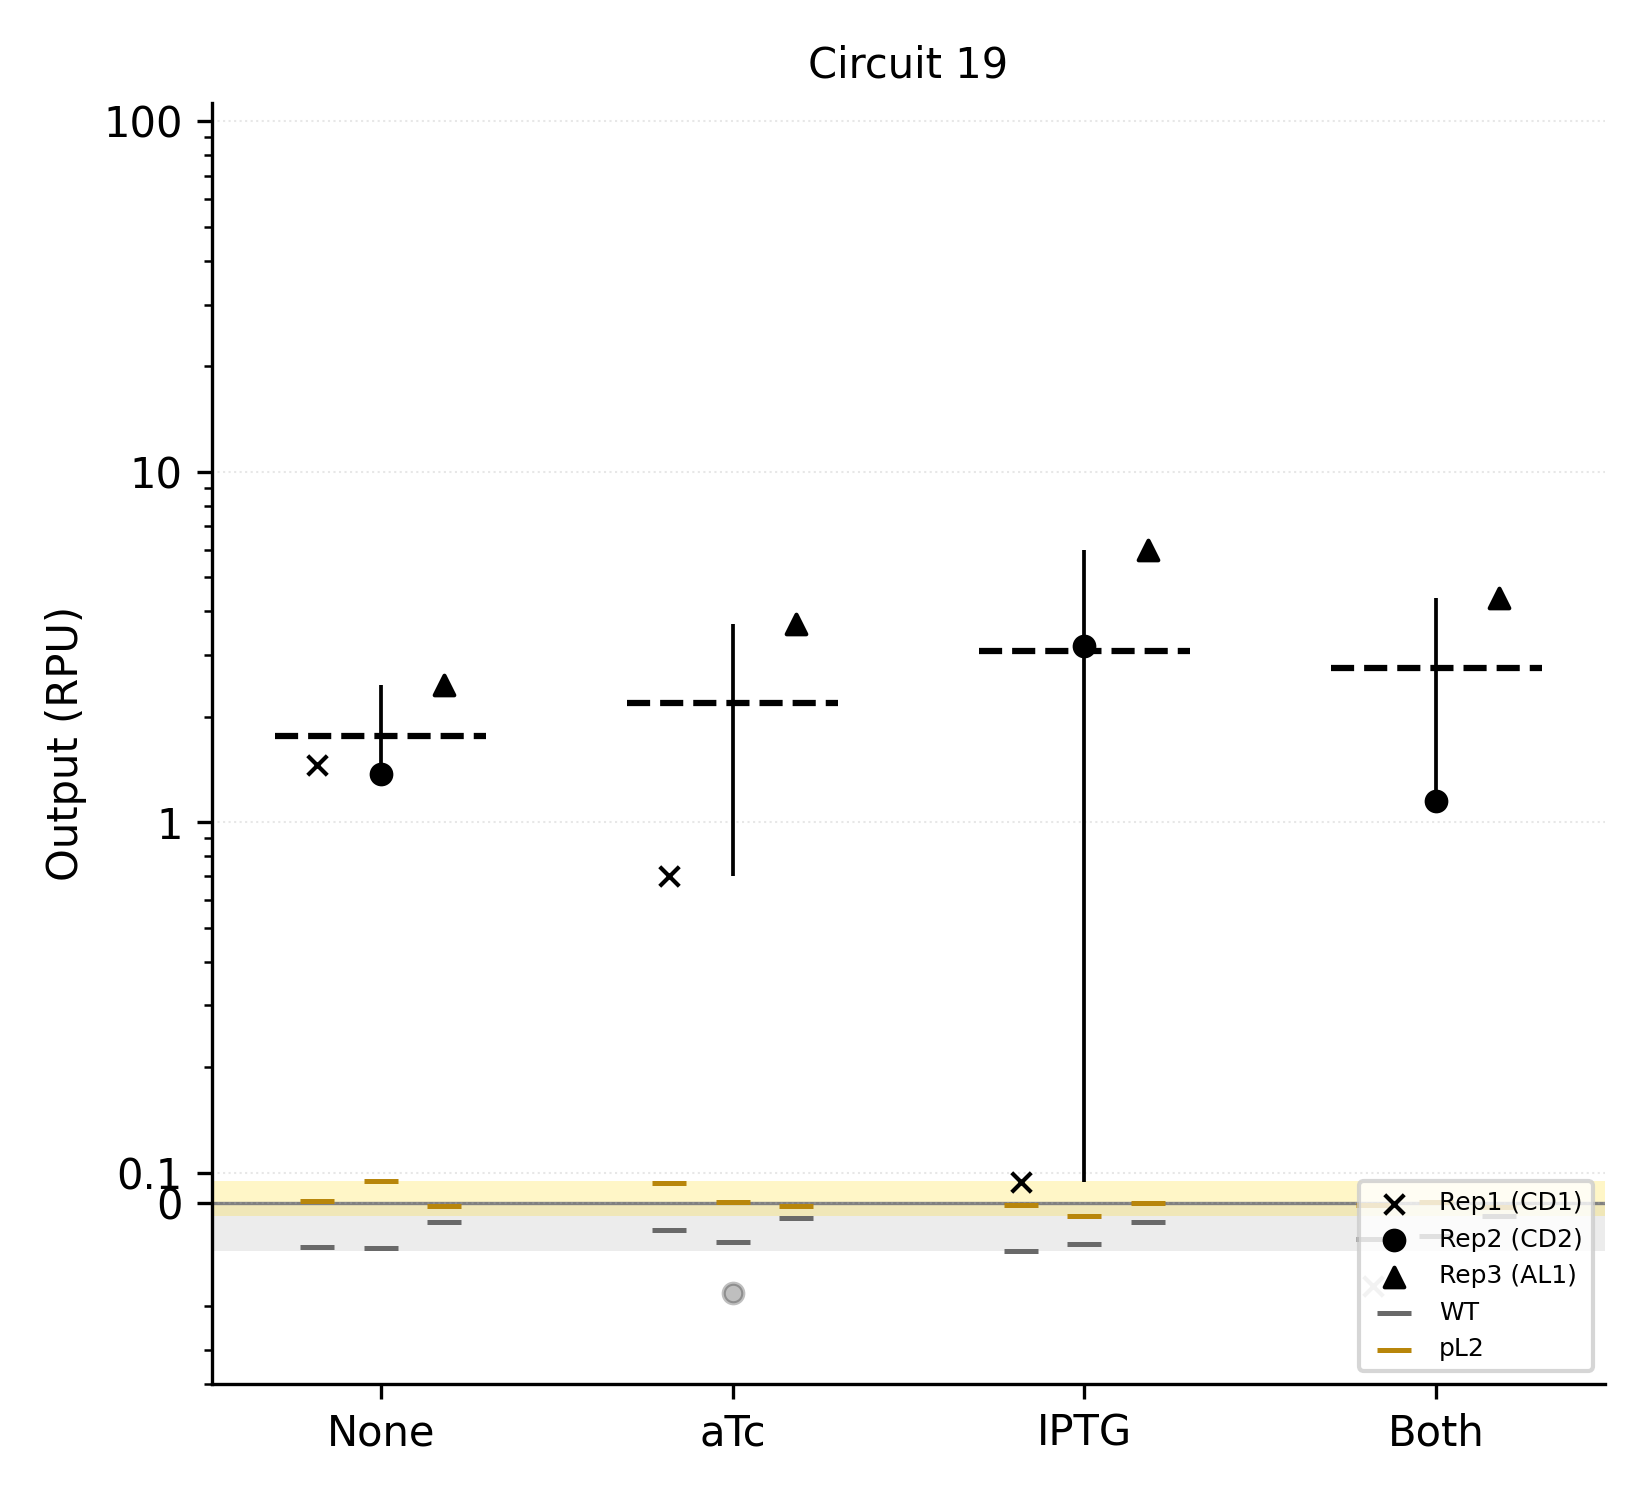 Circuit 19
100
10
1
0.1
0
Output (RPU)
Rep1 (CD1)
Rep2 (CD2)
Rep3 (AL1)
WT
pL2
None
aTc
IPTG
Both